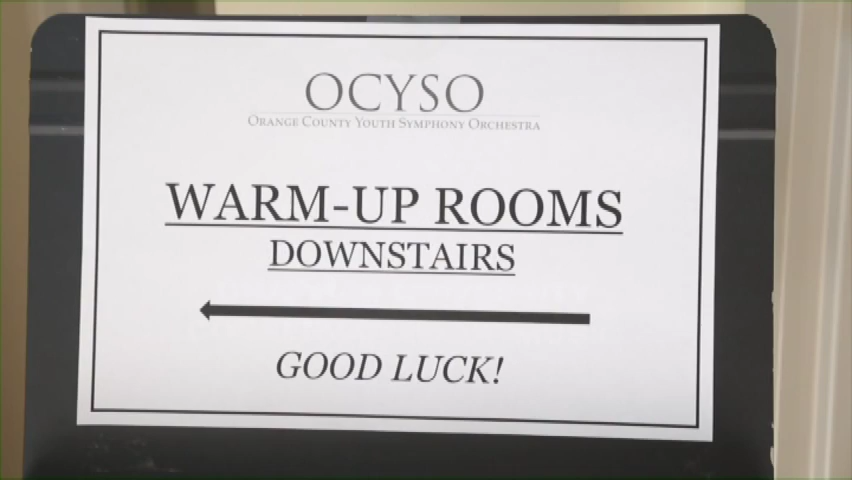 OCYSO
ORANGE COUNTY YOUTH SYMPHONY ORCHESTRA
WARM-UP ROOMS
DOWNSTAIRS
GOOD LUCK!